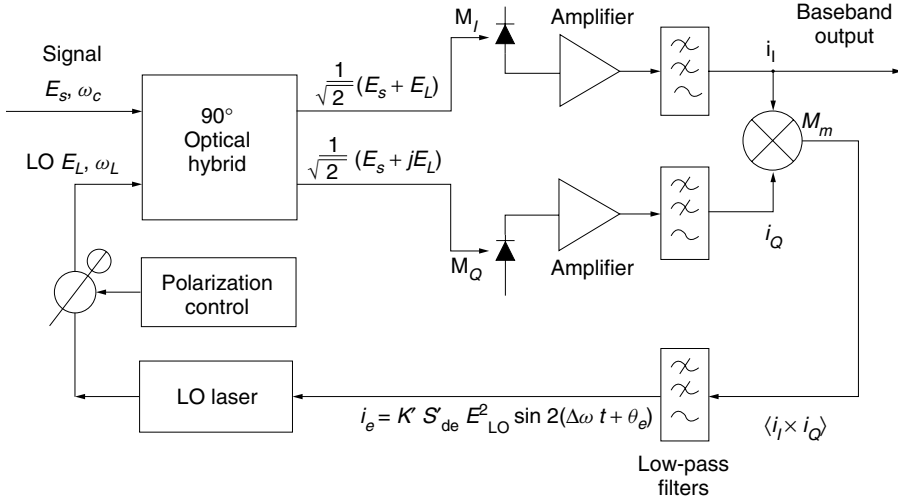 Signal
E_s, ω_c
LO E_L, ω_L
90°
Optical
hybrid
1/√2 (E_s + E_L)
1/√2 (E_s + jE_L)
M_I
M_Q
Amplifier
Amplifier
Baseband
output
i_I
M_m
i_Q
Polarization
control
LO laser
i_e = K′ S′_de E²_LO sin 2(Δω t + θ_e)
⟨i_I × i_Q⟩
Low-pass
filters